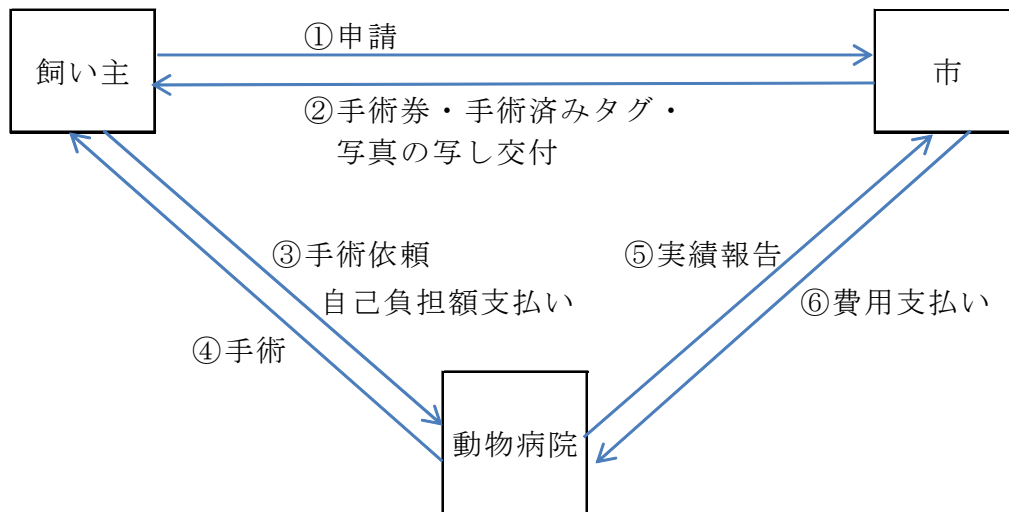 ①申請
飼い主
市
②手術券・手術済みタグ・
写真の写し交付
③手術依頼
自己負担額支払い
④手術
⑤実績報告
⑥費用支払い
動物病院